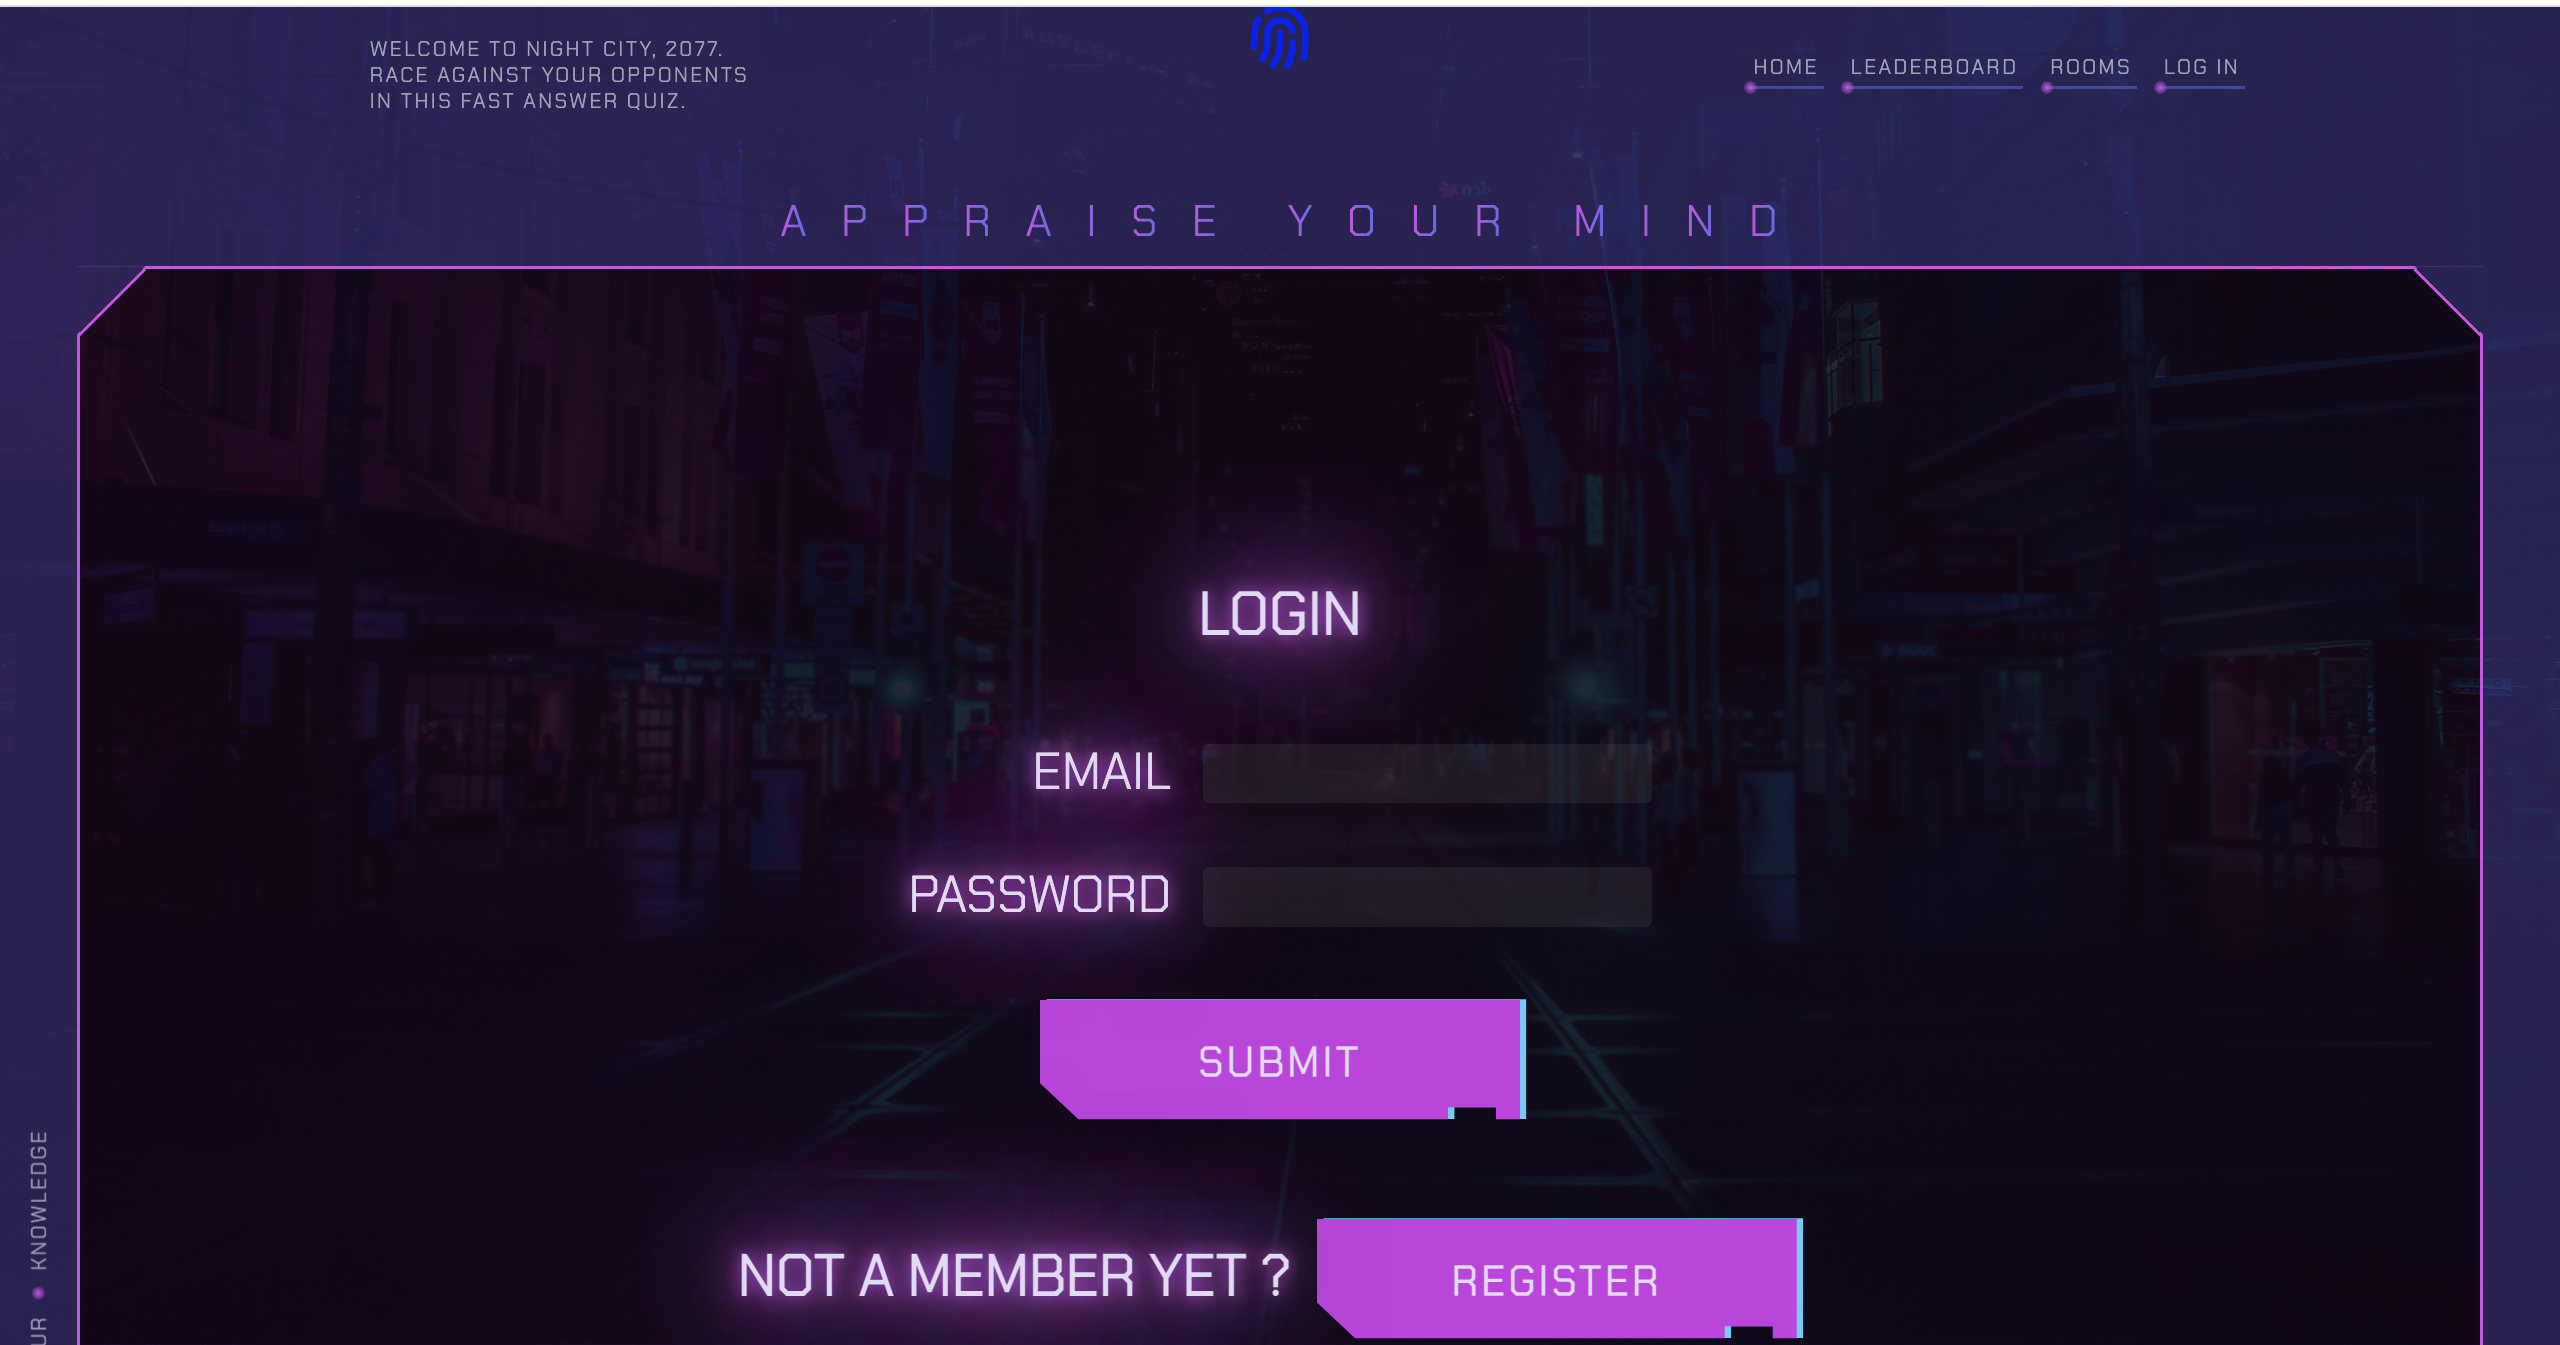 WELCOME TO NIGHT CITY, 2077.
RACE AGAINST YOUR OPPONENTS
IN THIS FAST ANSWER QUIZ.
HOME LEADERBOARD ROOMS LOG IN
APPRAISE YOUR MIND
LOGIN
EMAIL
PASSWORD
SUBMIT
NOT A MEMBER YET ? REGISTER
KNOWLEDGE